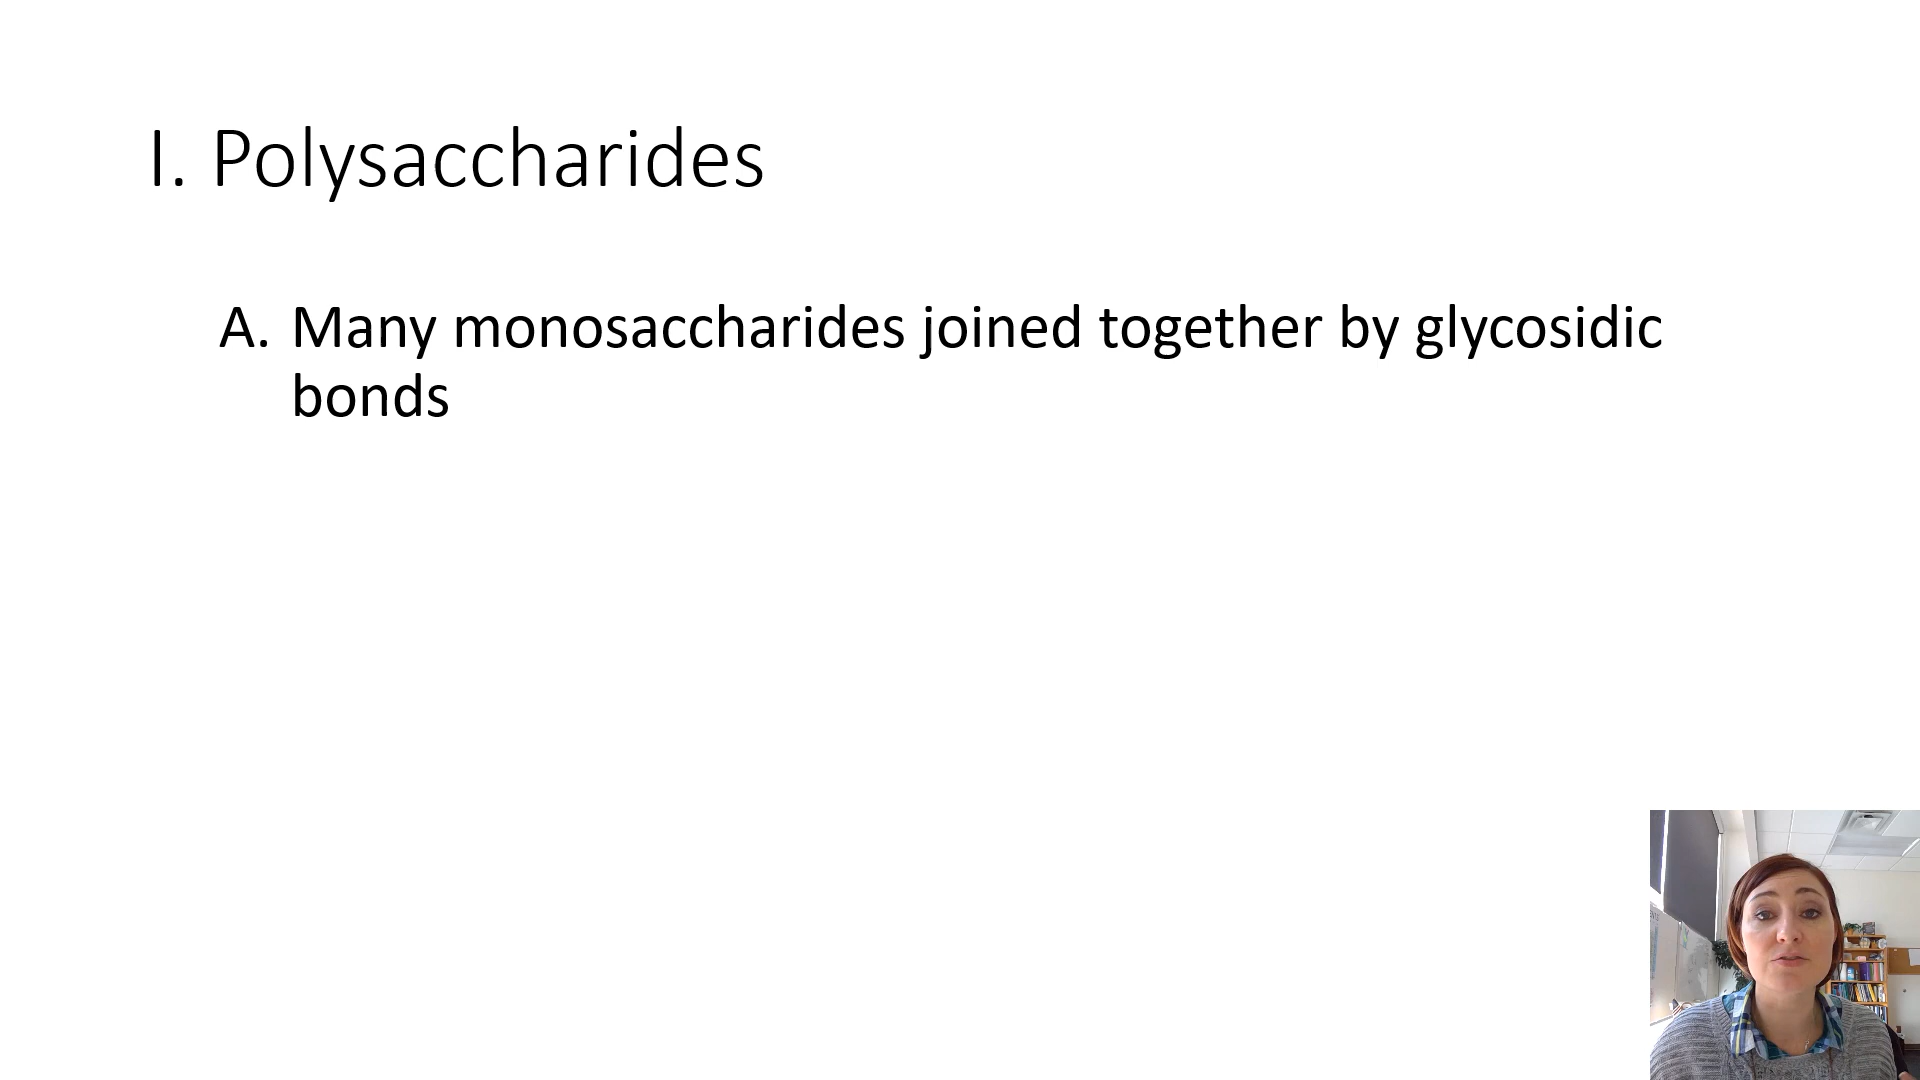 I. Polysaccharides
A. Many monosaccharides joined together by glycosidic
bonds